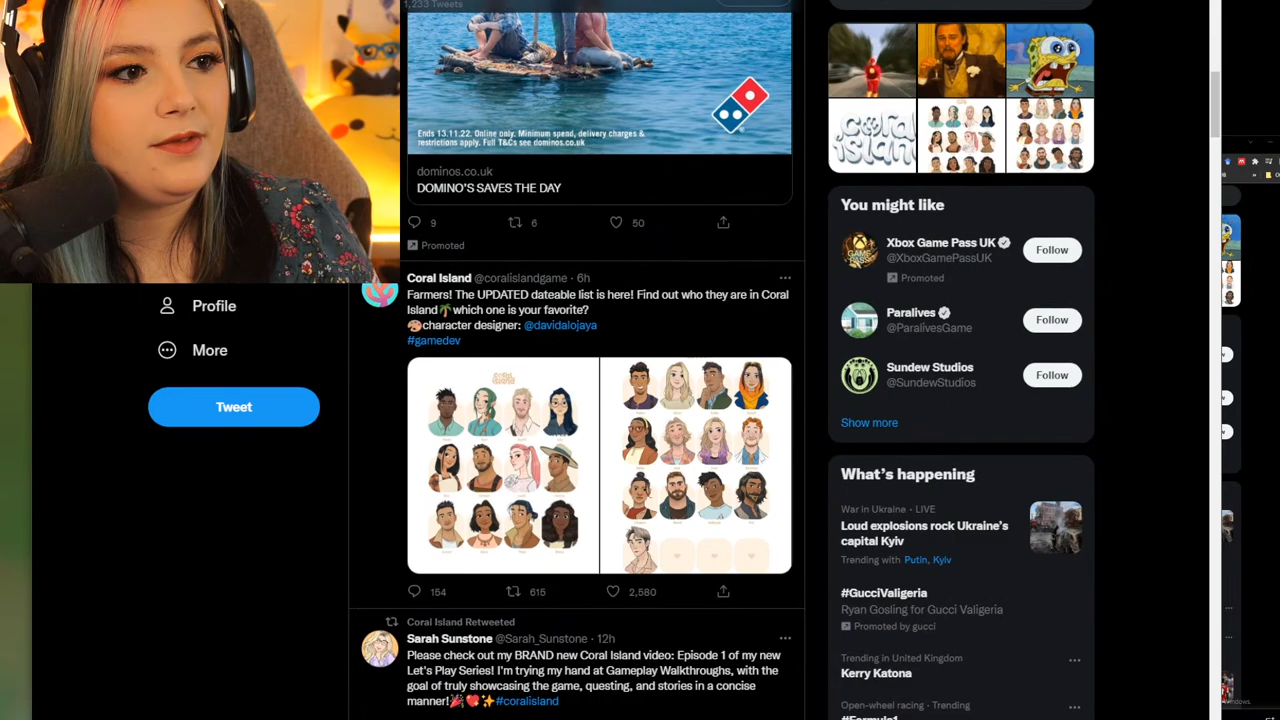 1,233 Tweets
Ends 13.11.22. Online only. Minimum spend, delivery charges &
restrictions apply. Full T&Cs see dominos.co.uk
dominos.co.uk
DOMINO'S SAVES THE DAY
9
6
50
Promoted
Coral Island @coralislandgame · 6h
Farmers! The UPDATED dateable list is here! Find out who they are in Coral
Island🌴which one is your favorite?
🎨character designer: @davidalojaya
#gamedev
coral island
154
615
2,580
Coral Island Retweeted
Sarah Sunstone @Sarah_Sunstone · 12h
Please check out my BRAND new Coral Island video: Episode 1 of my new
Let's Play Series! I'm trying my hand at Gameplay Walkthroughs, with the
goal of truly showcasing the game, questing, and stories in a concise
manner!🎉❤️✨#coralisland
Profile
More
Tweet
coral
island
You might like
Xbox Game Pass UK
@XboxGamePassUK
Promoted
Follow
Paralives
@ParalivesGame
Follow
Sundew Studios
@SundewStudios
Follow
Show more
What's happening
War in Ukraine · LIVE
Loud explosions rock Ukraine's
capital Kyiv
Trending with Putin, Kyiv
#GucciValigeria
Ryan Gosling for Gucci Valigeria
Promoted by gucci
Trending in United Kingdom
Kerry Katona
Open-wheel racing · Trending
#Formula1